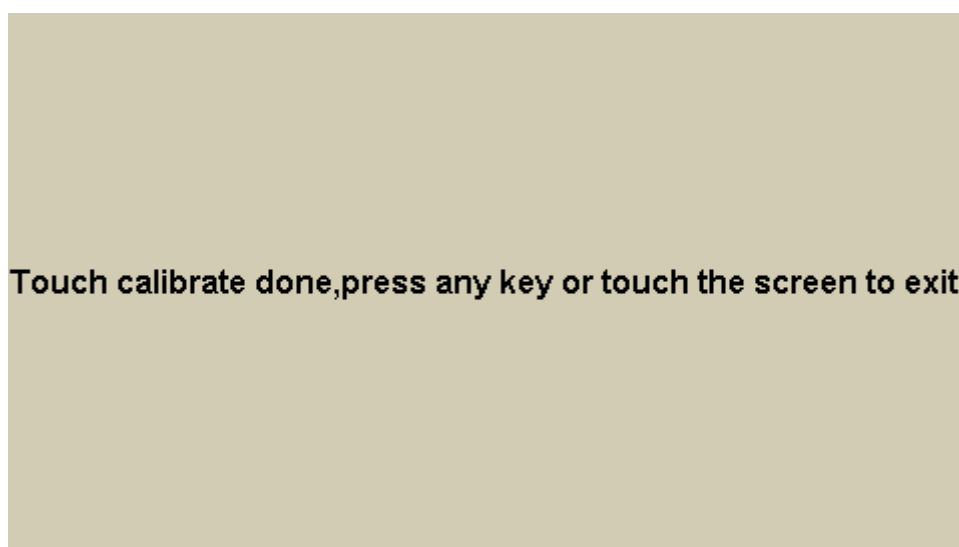 Touch calibrate done,press any key or touch the screen to exit